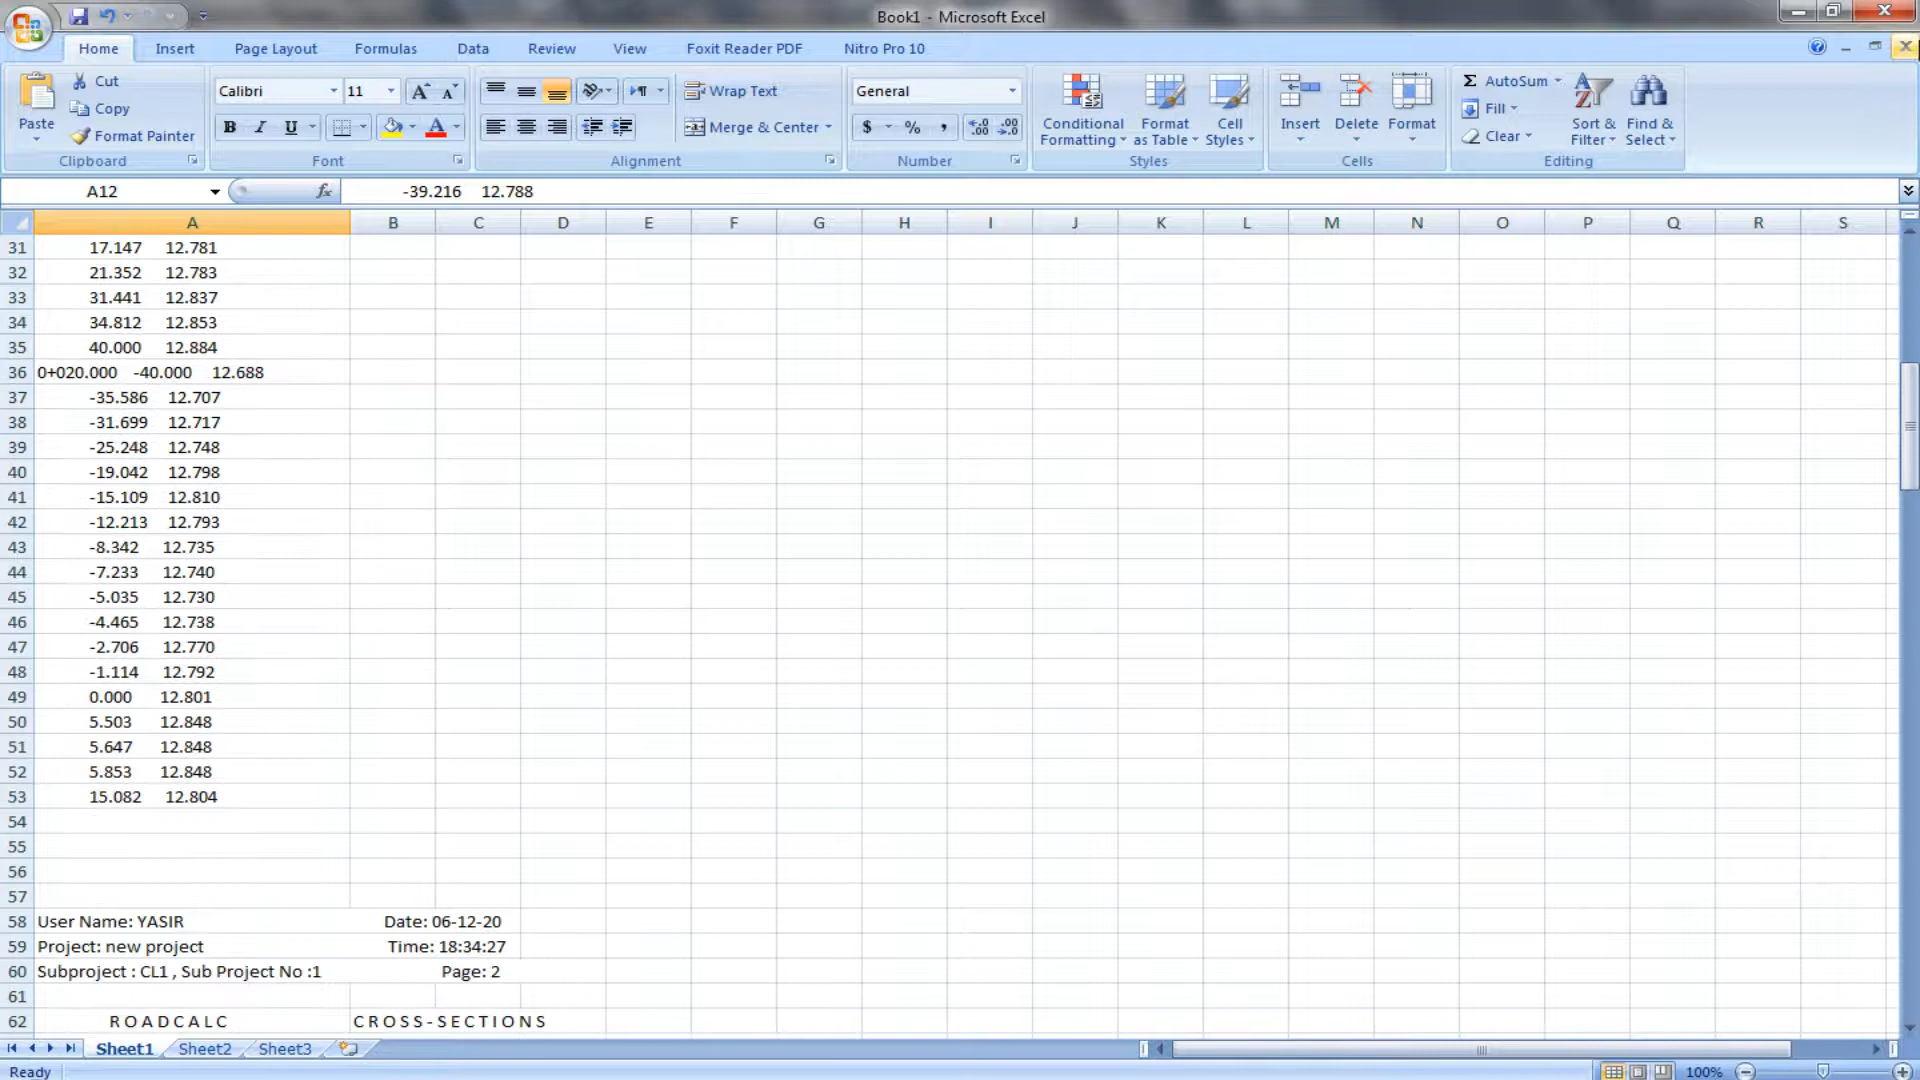 Book1 - Microsoft Excel
Home Insert Page Layout Formulas Data Review View Foxit Reader PDF Nitro Pro 10
Paste Cut Copy Format Painter Clipboard
Calibri 11 B I U Font
Wrap Text Merge & Center Alignment
General $ % , .0 .00 .00 .0 Number
Conditional Formatting Format as Table Cell Styles Styles
Insert Delete Format Cells
Σ AutoSum Fill Clear Sort & Filter Find & Select Editing
A12 fx -39.216 12.788
A B C D E F G H I J K L M N O P Q R S
31 17.147 12.781
32 21.352 12.783
33 31.441 12.837
34 34.812 12.853
35 40.000 12.884
36 0+020.000 -40.000 12.688
37 -35.586 12.707
38 -31.699 12.717
39 -25.248 12.748
40 -19.042 12.798
41 -15.109 12.810
42 -12.213 12.793
43 -8.342 12.735
44 -7.233 12.740
45 -5.035 12.730
46 -4.465 12.738
47 -2.706 12.770
48 -1.114 12.792
49 0.000 12.801
50 5.503 12.848
51 5.647 12.848
52 5.853 12.848
53 15.082 12.804
54
55
56
57
58 User Name: YASIR Date: 06-12-20
59 Project: new project Time: 18:34:27
60 Subproject : CL1 , Sub Project No :1 Page: 2
61
62 R O A D C A L C C R O S S - S E C T I O N S
Sheet1 Sheet2 Sheet3
Ready 100%